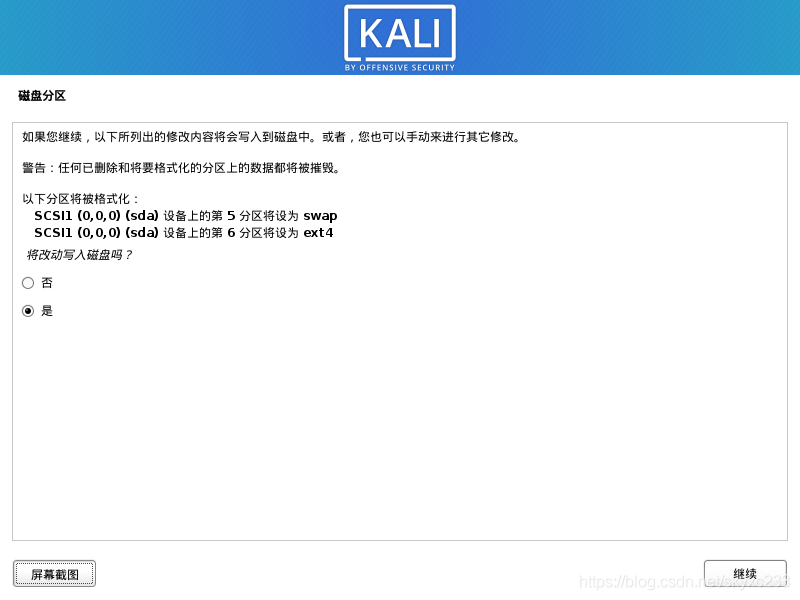 KALI
BY OFFENSIVE SECURITY
磁盘分区
如果您继续，以下所列出的修改内容将会写入到磁盘中。或者，您也可以手动来进行其它修改。
警告：任何已删除和将要格式化的分区上的数据都将被摧毁。
以下分区将被格式化：
SCSI1 (0,0,0) (sda) 设备上的第 5 分区将设为 swap
SCSI1 (0,0,0) (sda) 设备上的第 6 分区将设为 ext4
将改动写入磁盘吗？
否
是
屏幕截图
继续